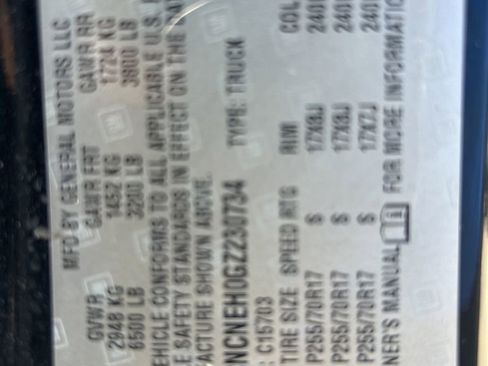 MFD BY GENERAL MOTORS LLC
GVWR GAWR FRT GAWR RR
2948 KG 1452 KG 1724 KG
6500 LB 3200 LB 3800 LB
VEHICLE CONFORMS TO ALL APPLICABLE U.S.
SAFETY STANDARDS IN EFFECT ON THE
FACTURE SHOWN ABOVE.
NCNEH0GZ230734 TYPE: TRUCK
: C15703
TIRE SIZE SPEED RTG RIM COL
P255/70R17 S 17X8J 240
P255/70R17 S 17X8J 240
P255/70R17 S 17X7J 240
NER'S MANUAL FOR MORE INFORMATION